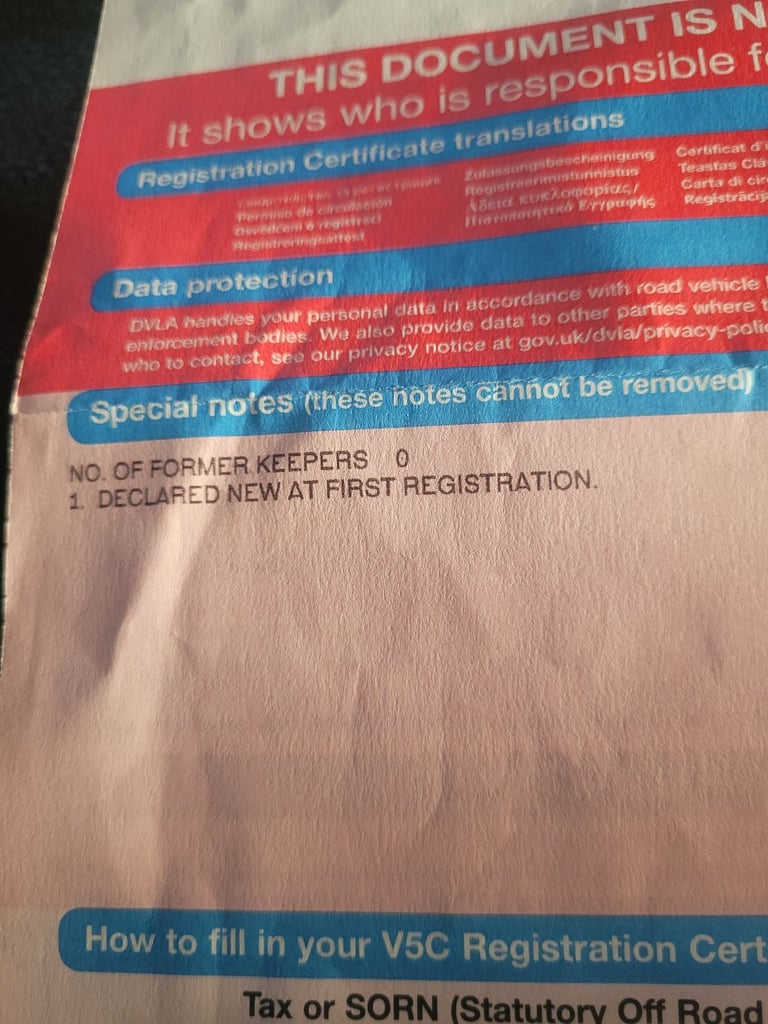 THIS DOCUMENT IS N
It shows who is responsible f
Registration Certificate translations
Permiso de circulación
Osvědčení o registraci
Registreringsattest
Zulassungsbescheinigung
Registreerimistunnistus
Άδεια κυκλοφορίας/
Πιστοποιητικό Εγγραφής
Certificat d'i
Teastas Clá
Carta di cir
Registrācij
Data protection
DVLA handles your personal data in accordance with road vehicle
enforcement bodies. We also provide data to other parties where t
who to contact, see our privacy notice at gov.uk/dvla/privacy-poli
Special notes (these notes cannot be removed)
NO. OF FORMER KEEPERS 0
1. DECLARED NEW AT FIRST REGISTRATION.
How to fill in your V5C Registration Cert
Tax or SORN (Statutory Off Road